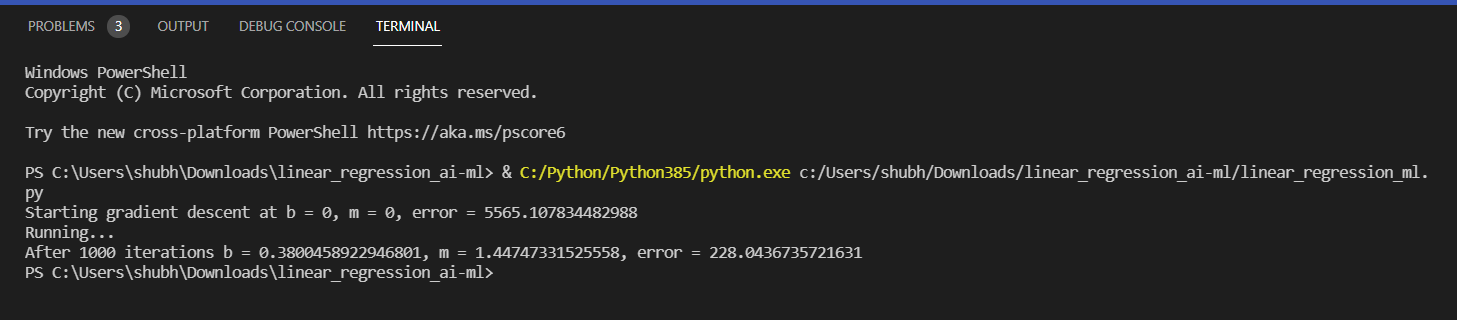 PROBLEMS 3 OUTPUT DEBUG CONSOLE TERMINAL
Windows PowerShell
Copyright (C) Microsoft Corporation. All rights reserved.
Try the new cross-platform PowerShell https://aka.ms/pscore6
PS C:\Users\shubh\Downloads\linear_regression_ai-ml> & C:/Python/Python385/python.exe c:/Users/shubh/Downloads/linear_regression_ai-ml/linear_regression_ml.
py
Starting gradient descent at b = 0, m = 0, error = 5565.107834482988
Running...
After 1000 iterations b = 0.3800458922946801, m = 1.44747331525558, error = 228.0436735721631
PS C:\Users\shubh\Downloads\linear_regression_ai-ml>